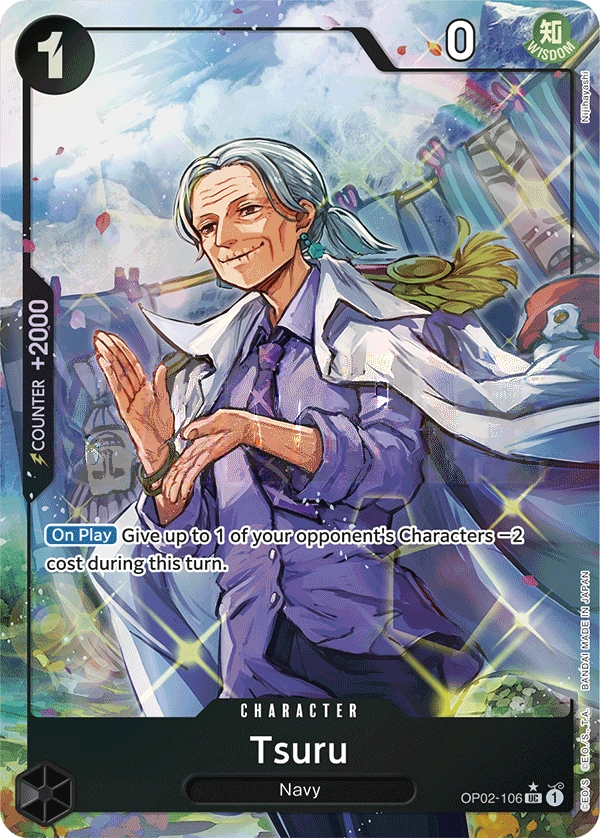 1
0
知
WISDOM
Nijihayashi
COUNTER +2000
On Play Give up to 1 of your opponent's Characters −2
cost during this turn.
©E.O./S. ©E.O./S.,T.A. BANDAI MADE IN JAPAN
CHARACTER
Tsuru
Navy
OP02-106 ★ UC 1